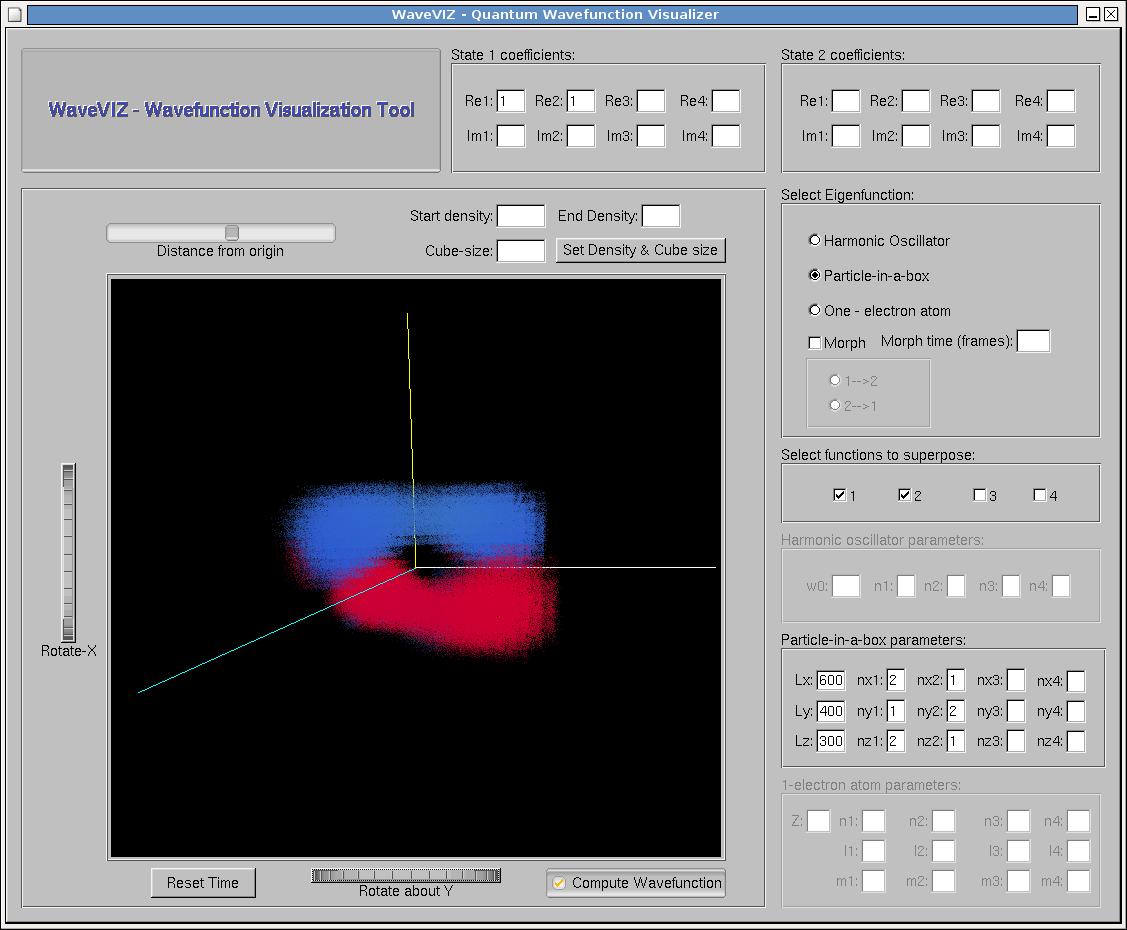 WaveVIZ - Quantum Wavefunction Visualizer
WaveVIZ - Wavefunction Visualization Tool
State 1 coefficients:
Re1: 1 Re2: 1 Re3: Re4:
Im1: Im2: Im3: Im4:
State 2 coefficients:
Re1: Re2: Re3: Re4:
Im1: Im2: Im3: Im4:
Start density: End Density:
Distance from origin
Cube-size: Set Density & Cube size
Rotate-X
Reset Time
Rotate about Y
Compute Wavefunction
Select Eigenfunction:
Harmonic Oscillator
Particle-in-a-box
One - electron atom
Morph Morph time (frames):
1-->2
2-->1
Select functions to superpose:
1 2 3 4
Harmonic oscillator parameters:
w0: n1: n2: n3: n4:
Particle-in-a-box parameters:
Lx: 600 nx1: 2 nx2: 1 nx3: nx4:
Ly: 400 ny1: 1 ny2: 2 ny3: ny4:
Lz: 300 nz1: 2 nz2: 1 nz3: nz4:
1-electron atom parameters:
Z: n1: n2: n3: n4:
l1: l2: l3: l4:
m1: m2: m3: m4: